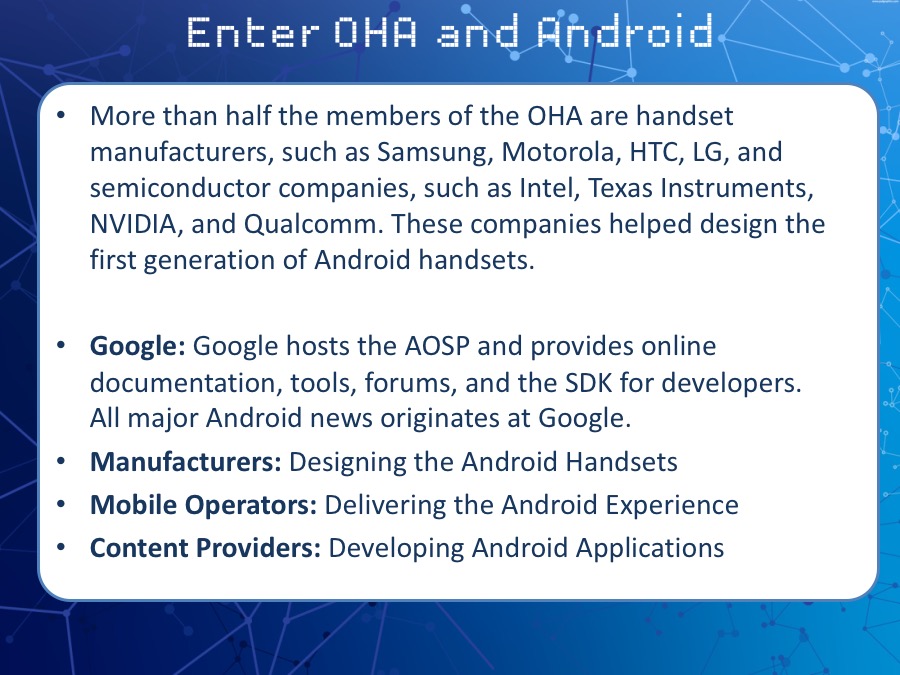 Enter OHA and Android
• More than half the members of the OHA are handset
manufacturers, such as Samsung, Motorola, HTC, LG, and
semiconductor companies, such as Intel, Texas Instruments,
NVIDIA, and Qualcomm. These companies helped design the
first generation of Android handsets.
• Google: Google hosts the AOSP and provides online
documentation, tools, forums, and the SDK for developers.
All major Android news originates at Google.
• Manufacturers: Designing the Android Handsets
• Mobile Operators: Delivering the Android Experience
• Content Providers: Developing Android Applications